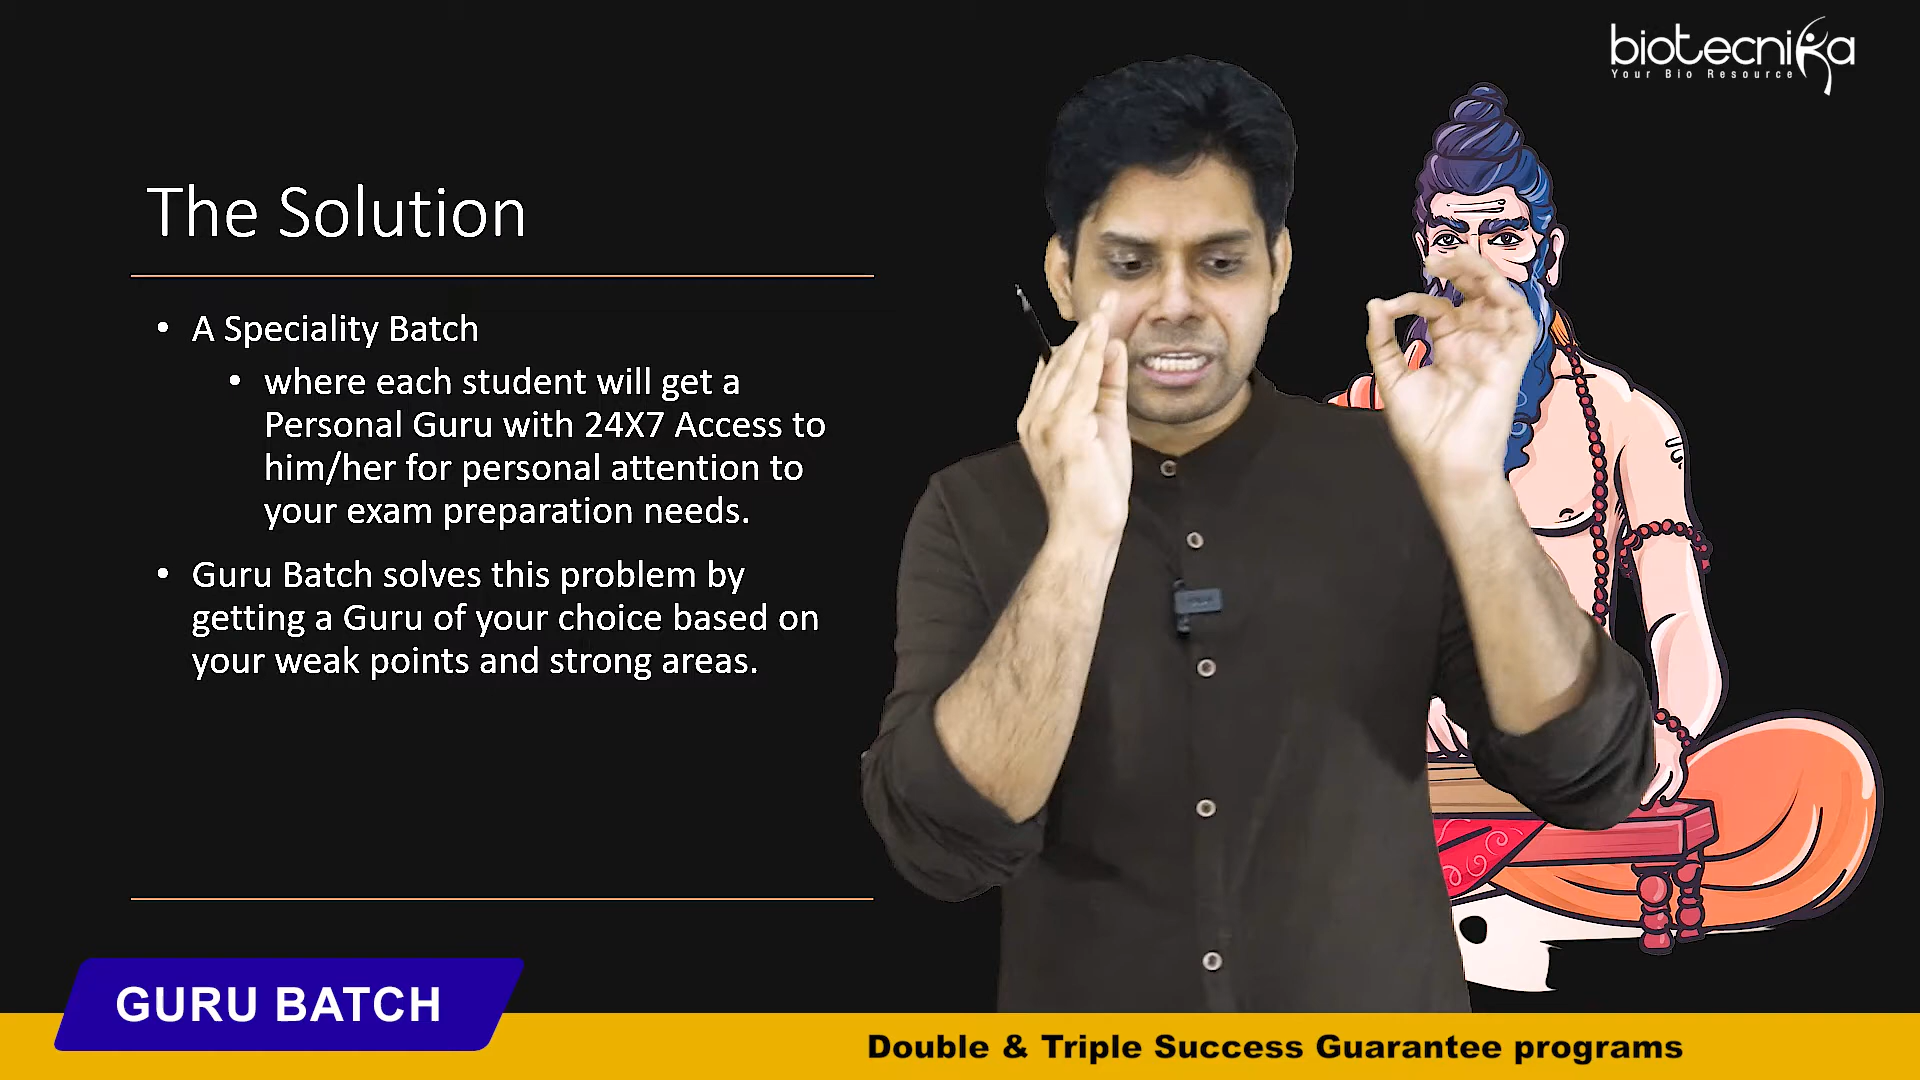 biotecnika
Your Bio Resource
The Solution
• A Speciality Batch
• where each student will get a
Personal Guru with 24X7 Access to
him/her for personal attention to
your exam preparation needs.
• Guru Batch solves this problem by
getting a Guru of your choice based on
your weak points and strong areas.
GURU BATCH
Double & Triple Success Guarantee programs